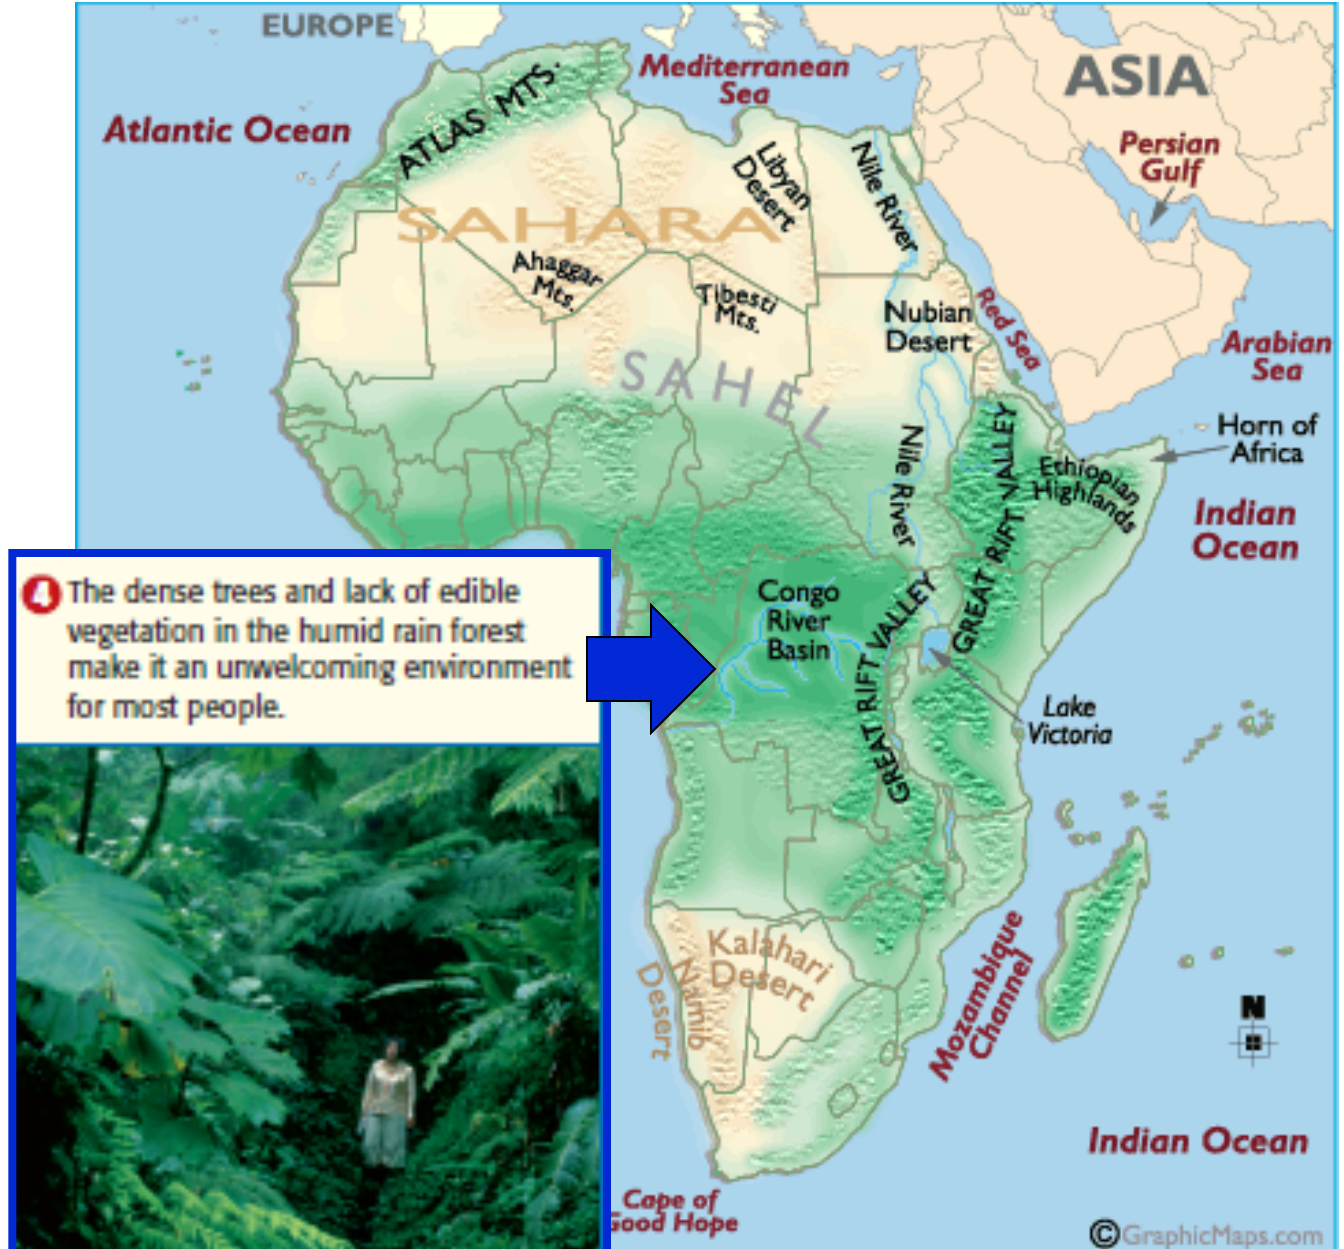 EUROPE
Mediterranean
Sea
ASIA
Atlantic Ocean
ATLAS MTS.
Persian
Gulf
Libyan
Desert
Nile River
SAHARA
Ahaggar
Mts.
Tibesti
Mts.
Nubian
Desert
Red Sea
Arabian
Sea
SAHEL
Horn of
Africa
Nile River
GREAT RIFT VALLEY
Ethiopian
Highlands
Indian
Ocean
4 The dense trees and lack of edible
vegetation in the humid rain forest
make it an unwelcoming environment
for most people.
Congo
River
Basin
GREAT RIFT VALLEY
Lake
Victoria
Kalahari
Desert
Namib
Desert
Mozambique
Channel
N
Indian Ocean
Cape of
Good Hope
©GraphicMaps.com